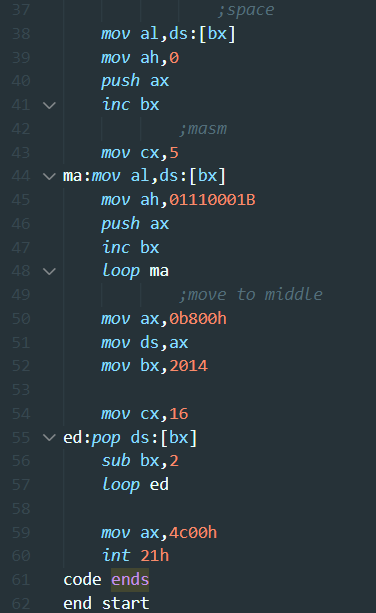 37 ;space
38 mov al,ds:[bx]
39 mov ah,0
40 push ax
41 inc bx
42 ;masm
43 mov cx,5
44 ma:mov al,ds:[bx]
45 mov ah,01110001B
46 push ax
47 inc bx
48 loop ma
49 ;move to middle
50 mov ax,0b800h
51 mov ds,ax
52 mov bx,2014
53
54 mov cx,16
55 ed:pop ds:[bx]
56 sub bx,2
57 loop ed
58
59 mov ax,4c00h
60 int 21h
61 code ends
62 end start